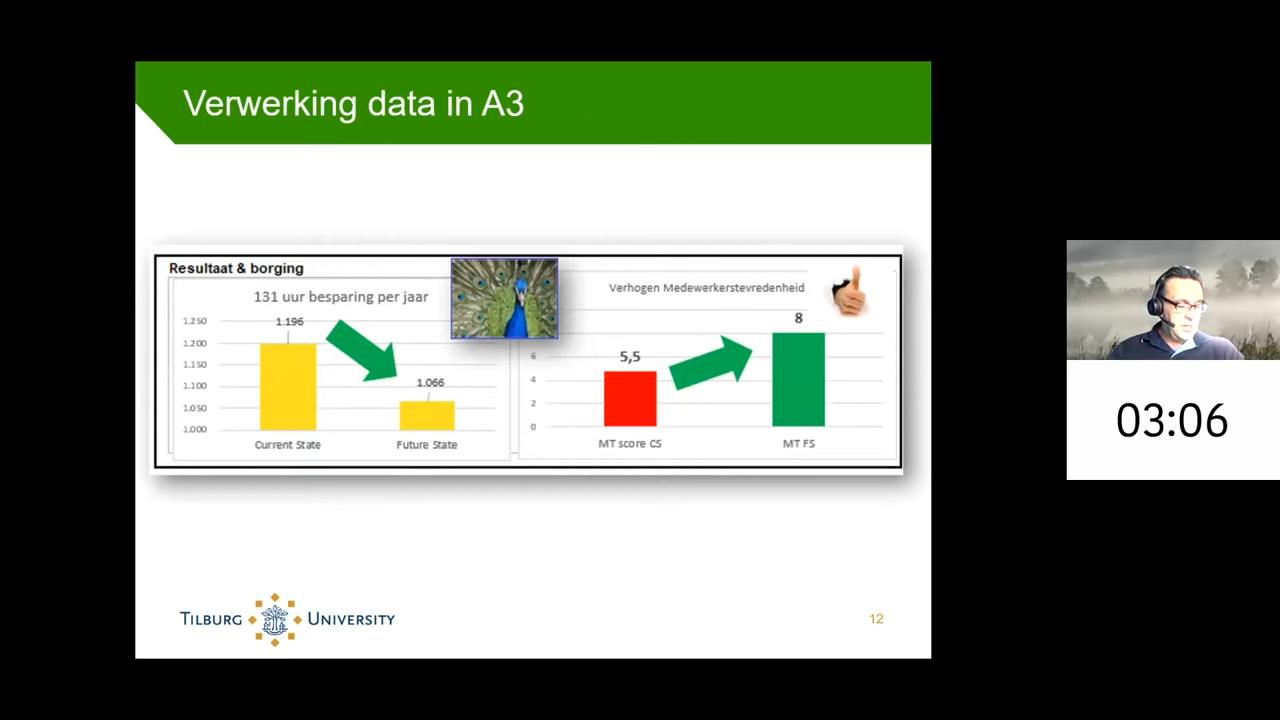 Verwerking data in A3
Resultaat & borging
131 uur besparing per jaar
1.250
1.200
1.150
1.100
1.050
1.000
1.196
1.066
Current State
Future State
Verhogen Medewerkerstevredenheid
6
4
2
0
5,5
8
MT score CS
MT FS
TILBURG UNIVERSITY
12
03:06